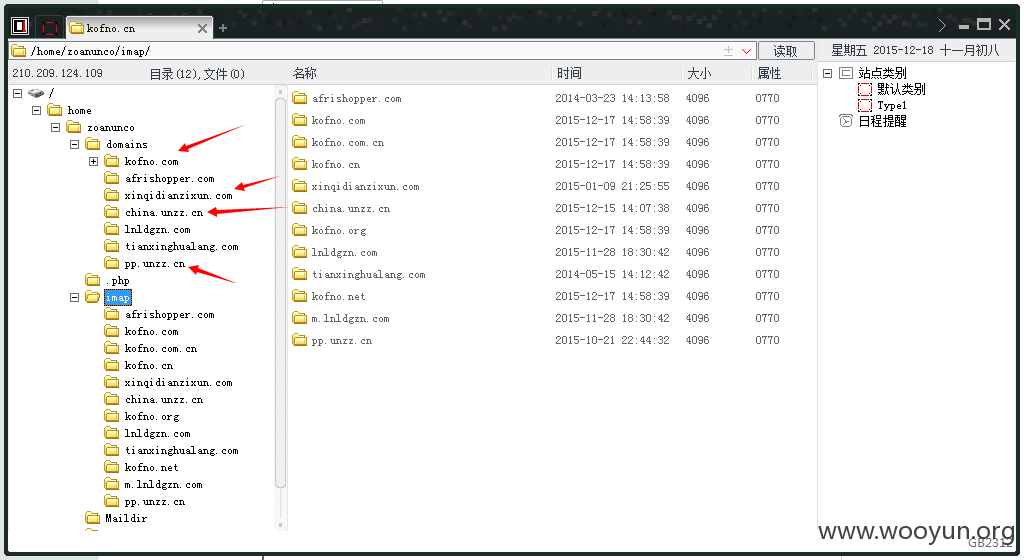 kofno.cn
/home/zoanunco/imap/
读取
星期五 2015-12-18 十一月初八
210.209.124.109
目录(12),文件(0)
名称 时间 大小 属性
/
home
zoanunco
domains
kofno.com
afrishopper.com
xinqidianzixun.com
china.unzz.cn
lnldgzn.com
tianxinghualang.com
pp.unzz.cn
.php
imap
afrishopper.com
kofno.com
kofno.com.cn
kofno.cn
xinqidianzixun.com
china.unzz.cn
kofno.org
lnldgzn.com
tianxinghualang.com
kofno.net
m.lnldgzn.com
pp.unzz.cn
Maildir
afrishopper.com 2014-03-23 14:13:58 4096 0770
kofno.com 2015-12-17 14:58:39 4096 0770
kofno.com.cn 2015-12-17 14:58:39 4096 0770
kofno.cn 2015-12-17 14:58:39 4096 0770
xinqidianzixun.com 2015-01-09 21:25:55 4096 0770
china.unzz.cn 2015-12-15 14:07:38 4096 0770
kofno.org 2015-12-17 14:58:39 4096 0770
lnldgzn.com 2015-11-28 18:30:42 4096 0770
tianxinghualang.com 2014-05-15 14:12:42 4096 0770
kofno.net 2015-12-17 14:58:39 4096 0770
m.lnldgzn.com 2015-11-28 18:30:42 4096 0770
pp.unzz.cn 2015-10-21 22:44:32 4096 0770
站点类别
默认类别
Type1
日程提醒
www.wooyun.org
GB2312